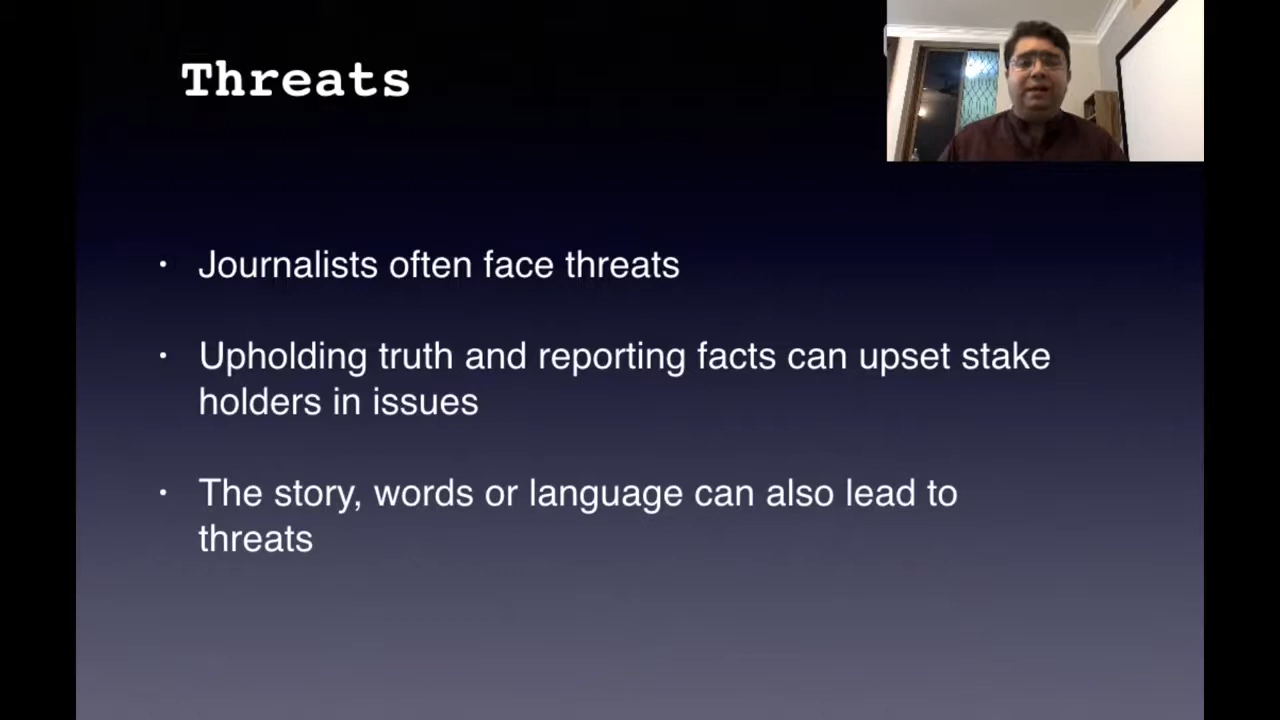 Threats
• Journalists often face threats
• Upholding truth and reporting facts can upset stake
holders in issues
• The story, words or language can also lead to
threats